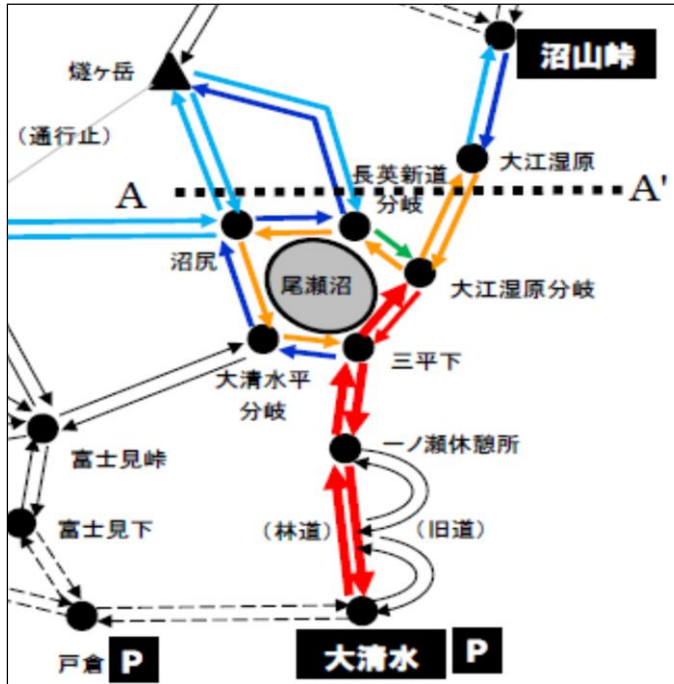 沼山峠
燧ヶ岳
(通行止)
大江湿原
長英新道
分岐
A
A'
沼尻
尾瀬沼
大江湿原分岐
大清水平
分岐
三平下
一ノ瀬休憩所
富士見峠
富士見下
(林道)
(旧道)
戸倉
P
大清水
P